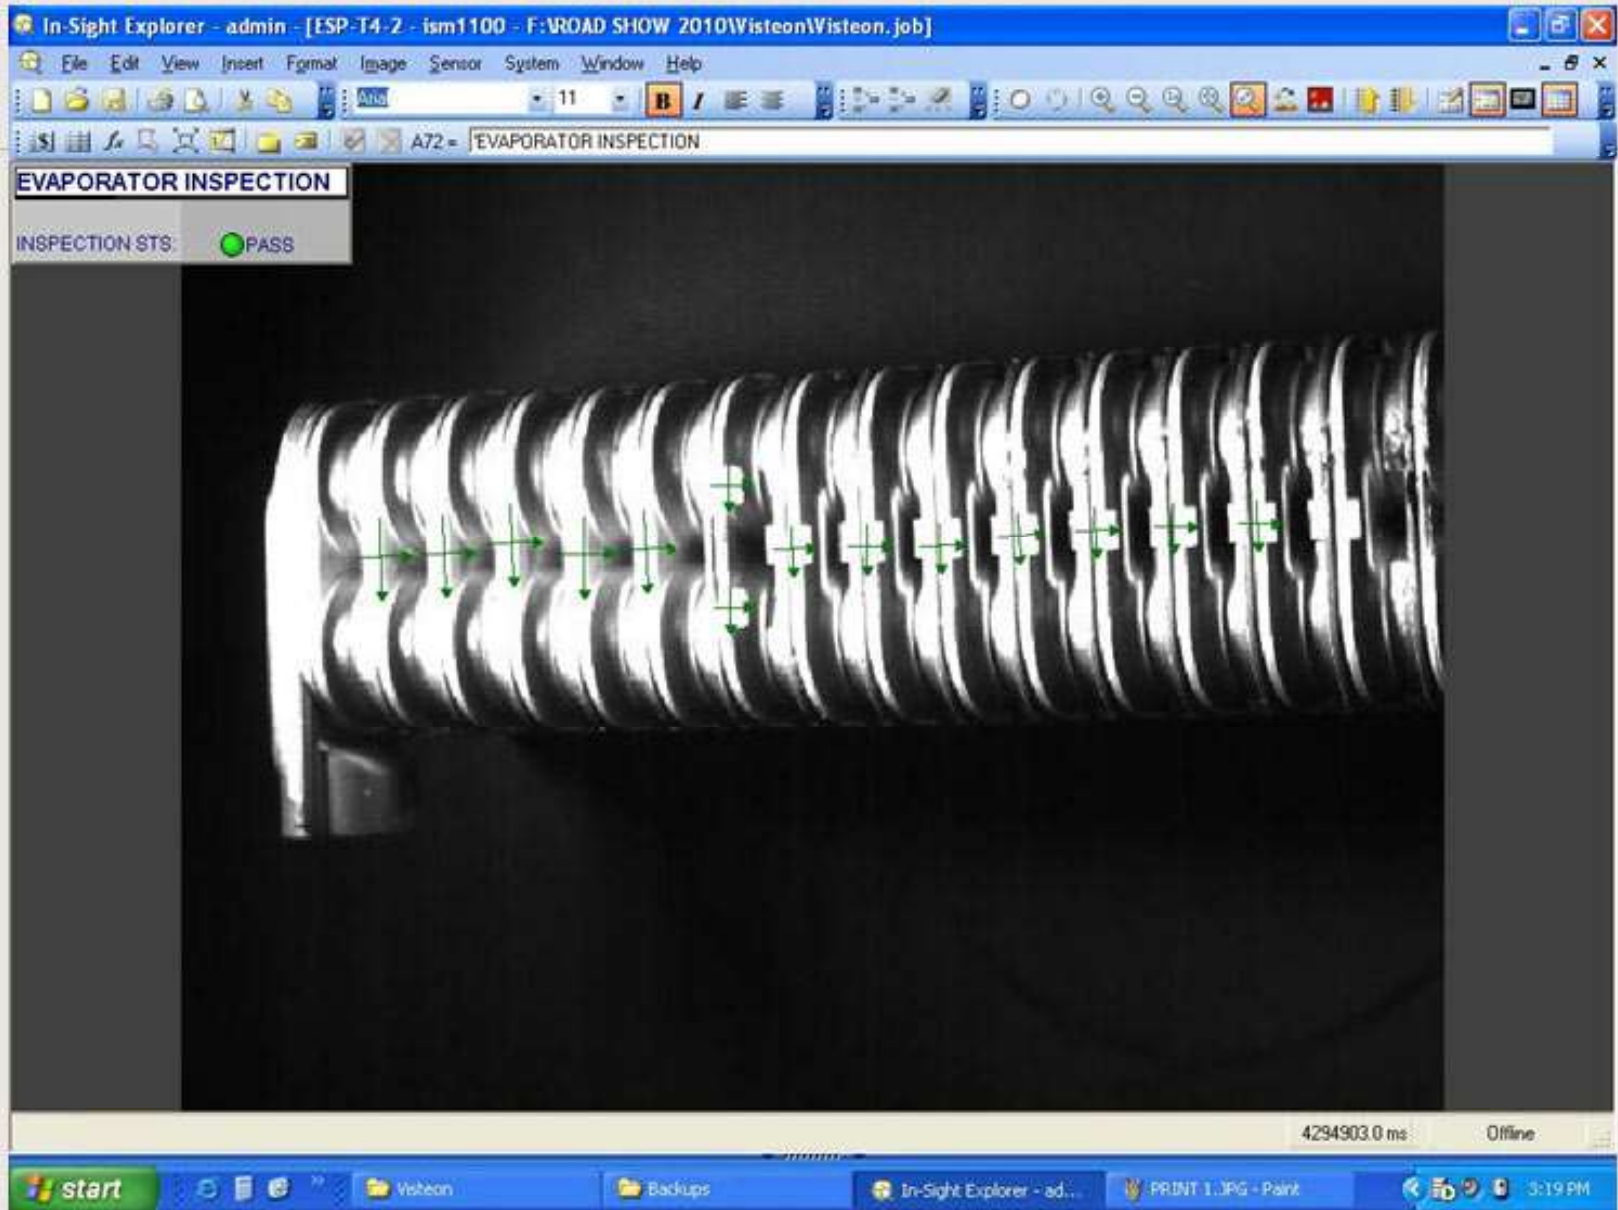 In-Sight Explorer - admin - [ESP-T4-2 - ism1100 - F:\ROAD SHOW 2010\Visteon\Visteon.job]
File Edit View Insert Format Image Sensor System Window Help
Arial 11 B I
A72 = 'EVAPORATOR INSPECTION
EVAPORATOR INSPECTION
INSPECTION STS: PASS
4294903.0 ms Offline
start Visteon Backups In-Sight Explorer - ad... PRINT 1.JPG - Paint 3:19 PM